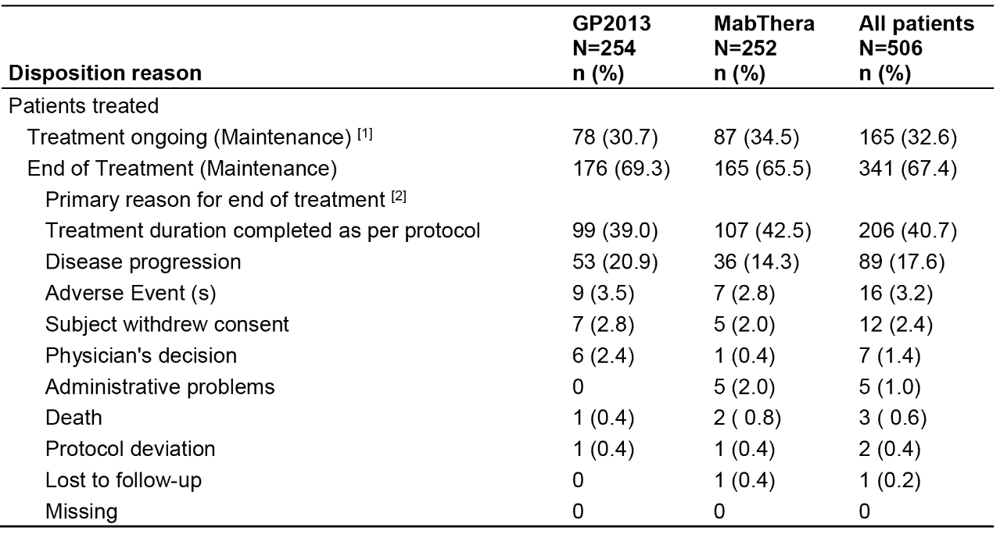 GP2013 MabThera All patients
N=254 N=252 N=506
Disposition reason n (%) n (%) n (%)
Patients treated
Treatment ongoing (Maintenance) [1] 78 (30.7) 87 (34.5) 165 (32.6)
End of Treatment (Maintenance) 176 (69.3) 165 (65.5) 341 (67.4)
Primary reason for end of treatment [2]
Treatment duration completed as per protocol 99 (39.0) 107 (42.5) 206 (40.7)
Disease progression 53 (20.9) 36 (14.3) 89 (17.6)
Adverse Event (s) 9 (3.5) 7 (2.8) 16 (3.2)
Subject withdrew consent 7 (2.8) 5 (2.0) 12 (2.4)
Physician's decision 6 (2.4) 1 (0.4) 7 (1.4)
Administrative problems 0 5 (2.0) 5 (1.0)
Death 1 (0.4) 2 ( 0.8) 3 ( 0.6)
Protocol deviation 1 (0.4) 1 (0.4) 2 (0.4)
Lost to follow-up 0 1 (0.4) 1 (0.2)
Missing 0 0 0